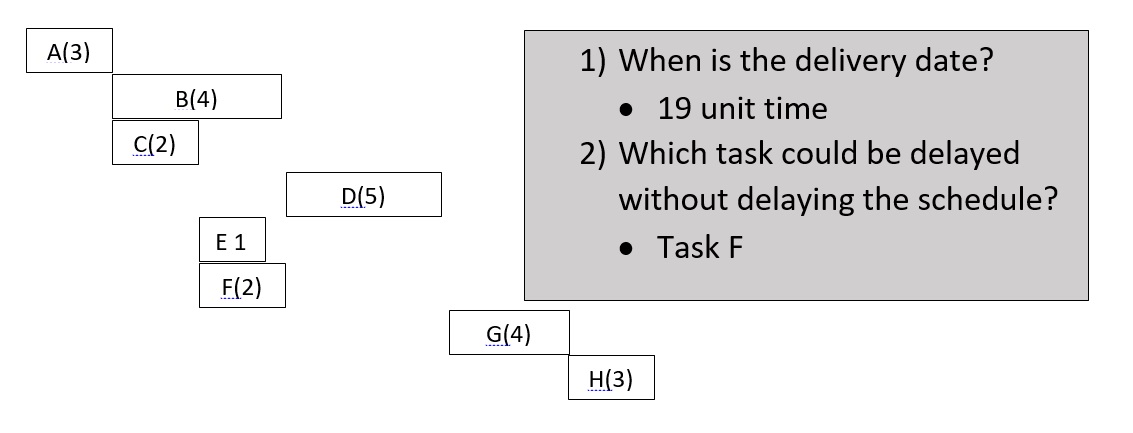 A(3)
B(4)
C(2)
D(5)
E 1
F(2)
G(4)
H(3)
1) When is the delivery date?
• 19 unit time
2) Which task could be delayed
without delaying the schedule?
• Task F